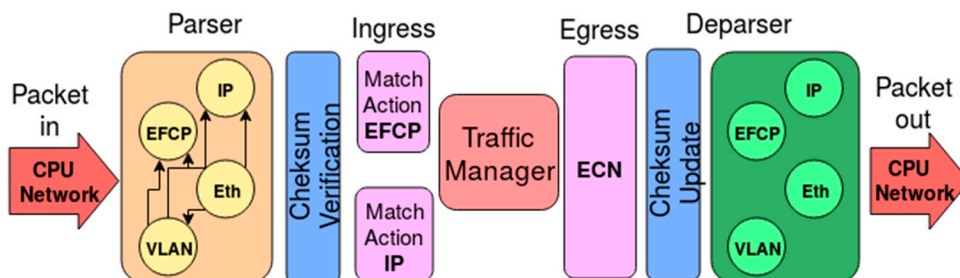 Parser
Ingress
Egress
Deparser
Packet
in
CPU
Network
IP
EFCP
Eth
VLAN
Cheksum
Verification
Match
Action
EFCP
Match
Action
IP
Traffic
Manager
ECN
Cheksum
Update
IP
EFCP
Eth
VLAN
Packet
out
CPU
Network